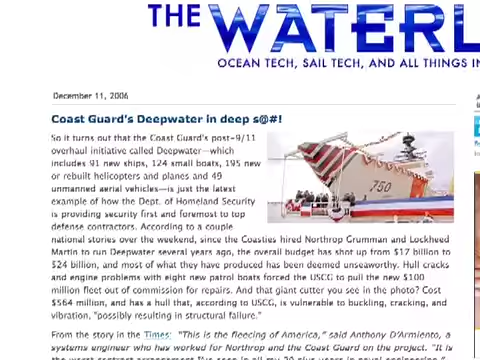 THE WATERL
OCEAN TECH, SAIL TECH, AND ALL THINGS IN
December 11, 2006
Coast Guard's Deepwater in deep s@#!
So it turns out that the Coast Guard's post-9/11
overhaul initiative called Deepwater—which
includes 91 new ships, 124 small boats, 195 new
or rebuilt helicopters and planes and 49
unmanned aerial vehicles—is just the latest
example of how the Dept. of Homeland Security
is providing security first and foremost to top
defense contractors. According to a couple
national stories over the weekend, since the Coasties hired Northrop Grumman and Lockheed
Martin to run Deepwater several years ago, the overall budget has shot up from $17 billion to
$24 billion, and most of what they have produced has been deemed unseaworthy. Hull cracks
and engine problems with eight new patrol boats forced the USCG to pull the new $100
million fleet out of commission for repairs. And that giant cutter you see in the photo? Cost
$564 million, and has a hull that, according to USCG, is vulnerable to buckling, cracking, and
vibration, "possibly resulting in structural failure."
From the story in the Times: "This is the fleecing of America," said Anthony D'Armiento, a
systems engineer who has worked for Northrop and the Coast Guard on the project. "It is
750